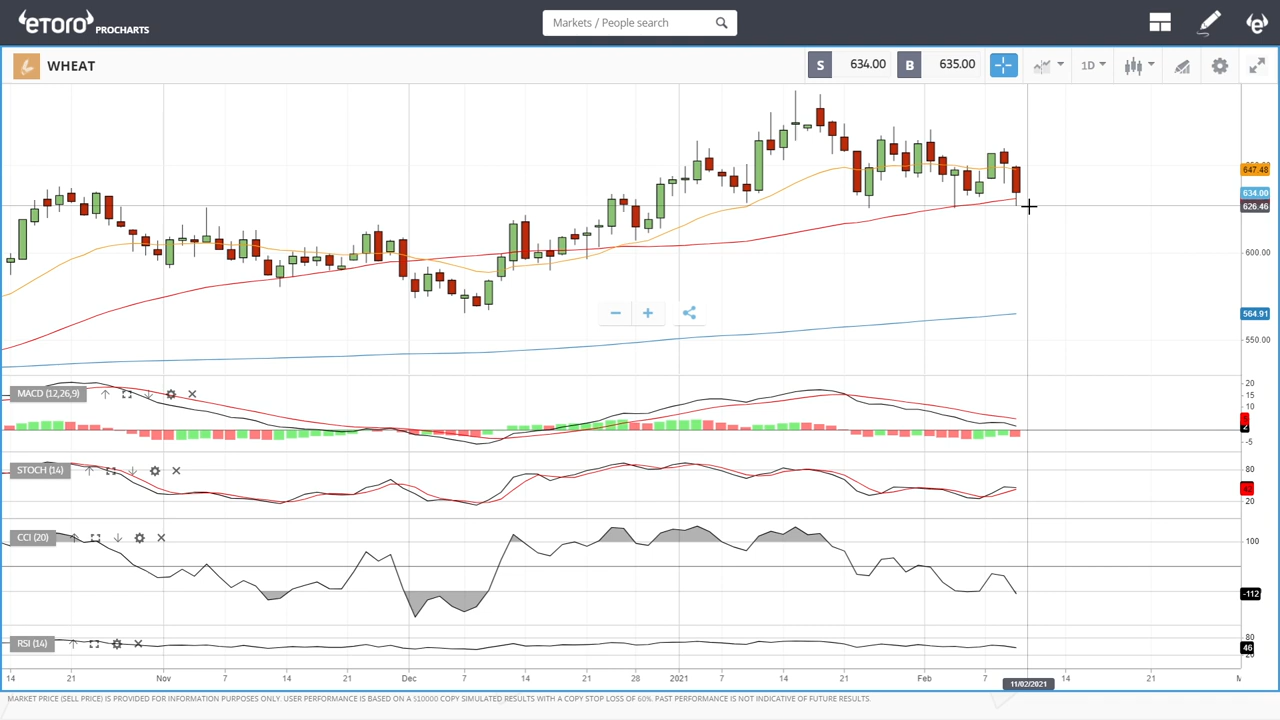 eTORO PROCHARTS
Markets / People search
WHEAT
S 634.00 B 635.00
1D
647.48
634.00
626.46
600.00
564.91
550.00
MACD (12,26,9)
20
15
10
-5
STOCH (14)
80
20
CCI (20)
100
-112
RSI (14)
80
46
14 21 Nov 7 14 21 Dec 7 14 21 28 2021 7 14 21 Feb 7 11/02/2021 14 21
MARKET PRICE (SELL PRICE) IS PROVIDED FOR INFORMATION PURPOSES ONLY. USER PERFORMANCE IS BASED ON A $10000 COPY SIMULATED RESULTS WITH A COPY STOP LOSS OF 60%. PAST PERFORMANCE IS NOT INDICATIVE OF FUTURE RESULTS.